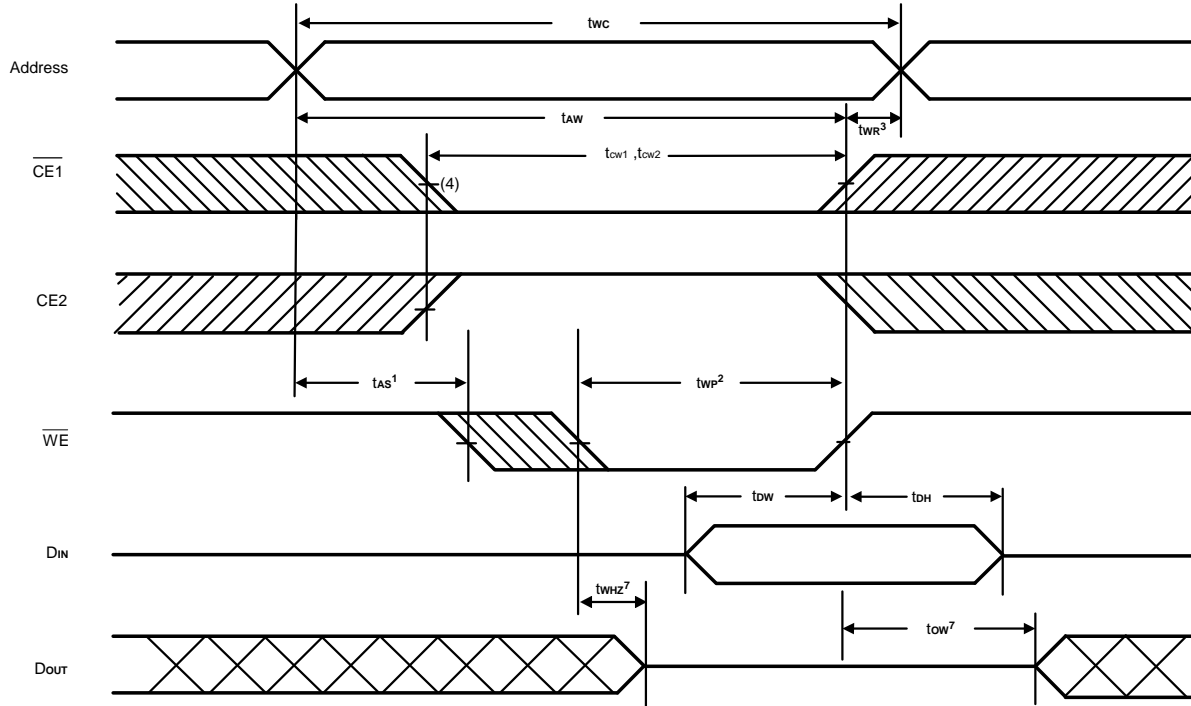 twc
Address
tAW
tWR³
CE1
tcw1 ,tcw2
(4)
CE2
tAS¹
tWP²
WE
tDW
tDH
DIN
tWHZ⁷
tOW⁷
DOUT